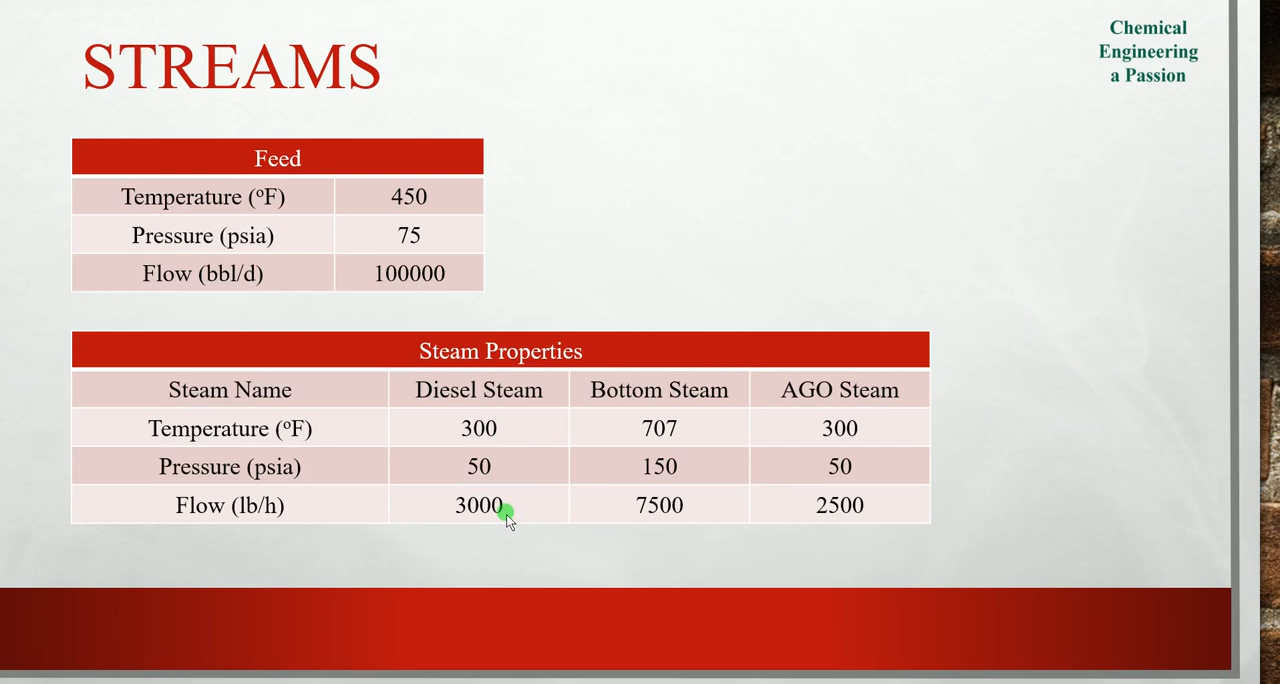 STREAMS
Chemical
Engineering
a Passion
Feed
Temperature (ºF) 450
Pressure (psia) 75
Flow (bbl/d) 100000
Steam Properties
Steam Name Diesel Steam Bottom Steam AGO Steam
Temperature (ºF) 300 707 300
Pressure (psia) 50 150 50
Flow (lb/h) 3000 7500 2500